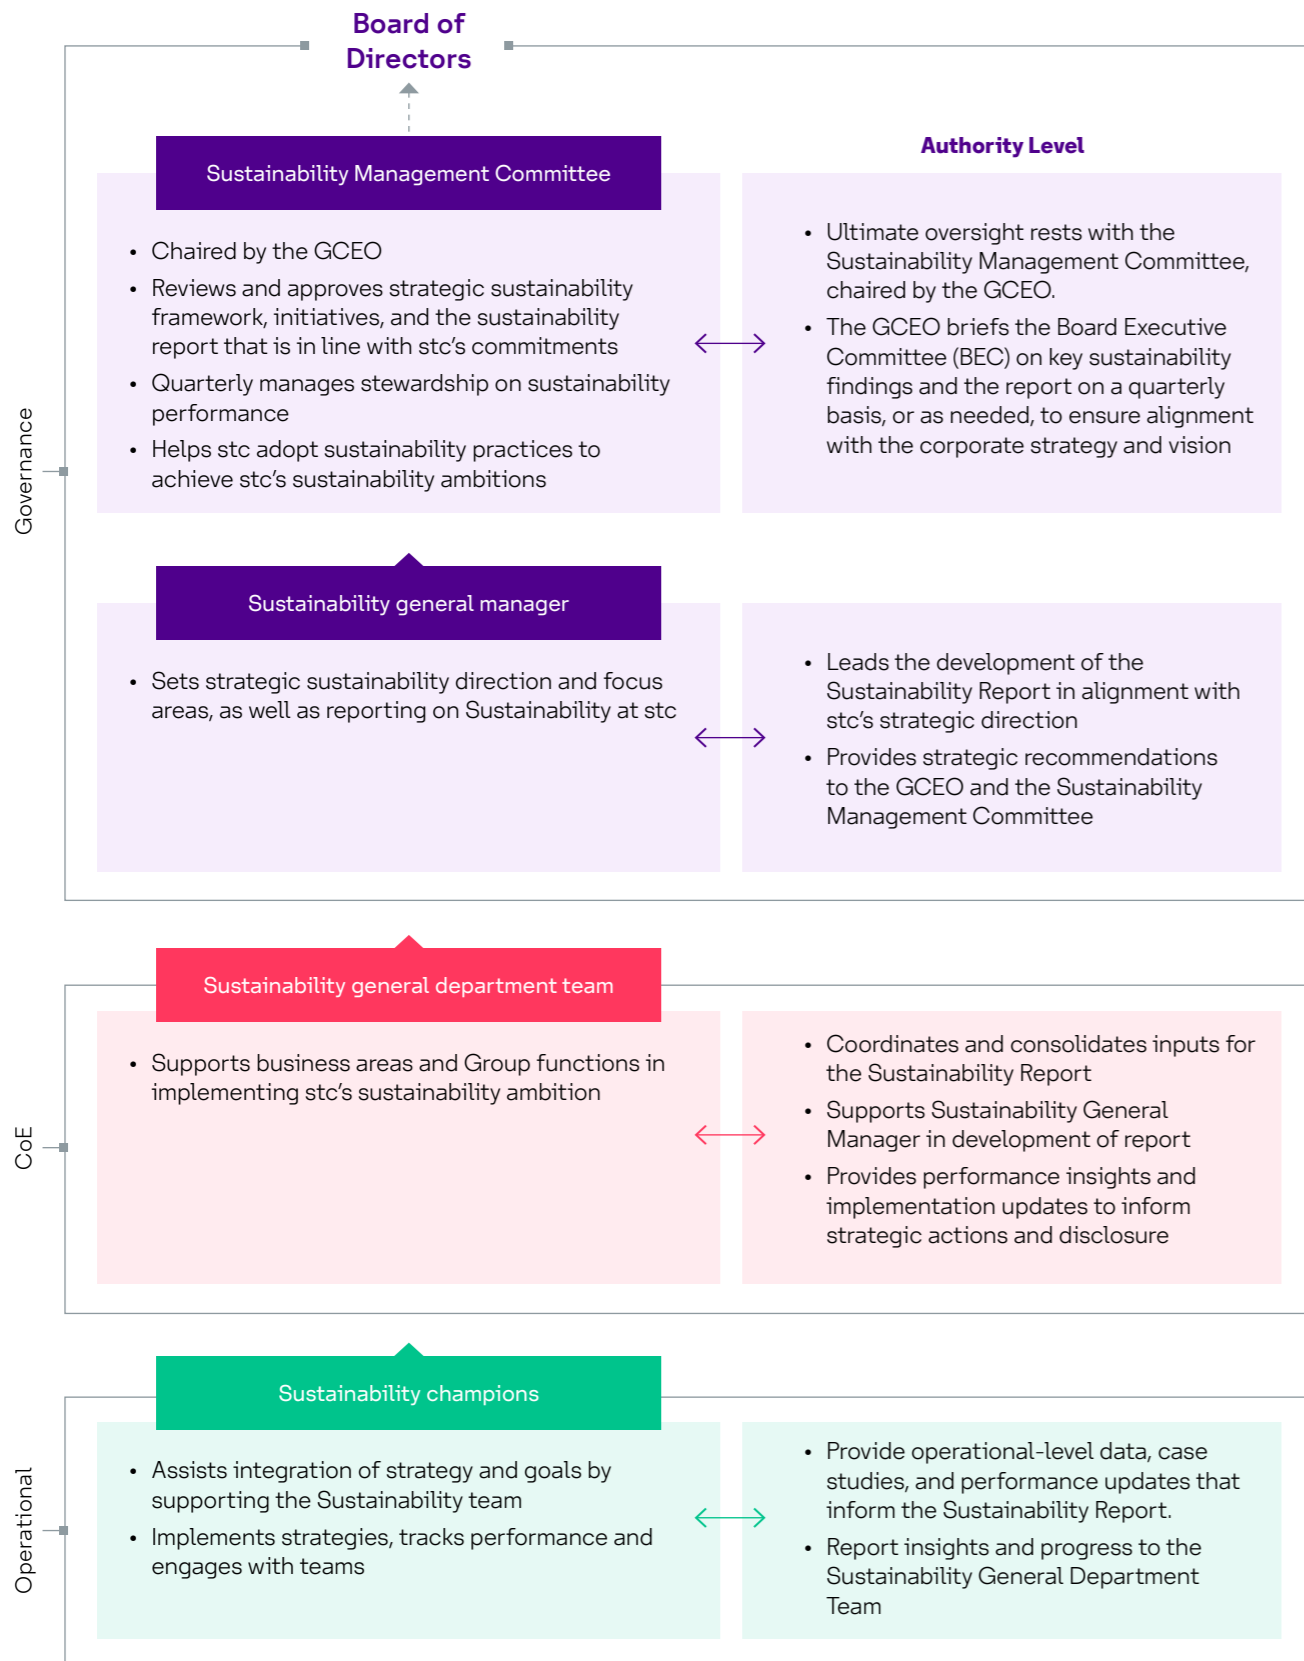 Board of
Directors
Authority Level
Governance
Sustainability Management Committee
• Chaired by the GCEO
• Reviews and approves strategic sustainability
framework, initiatives, and the sustainability
report that is in line with stc’s commitments
• Quarterly manages stewardship on sustainability
performance
• Helps stc adopt sustainability practices to
achieve stc’s sustainability ambitions
• Ultimate oversight rests with the
Sustainability Management Committee,
chaired by the GCEO.
• The GCEO briefs the Board Executive
Committee (BEC) on key sustainability
findings and the report on a quarterly
basis, or as needed, to ensure alignment
with the corporate strategy and vision
Sustainability general manager
• Sets strategic sustainability direction and focus
areas, as well as reporting on Sustainability at stc
• Leads the development of the
Sustainability Report in alignment with
stc’s strategic direction
• Provides strategic recommendations
to the GCEO and the Sustainability
Management Committee
CoE
Sustainability general department team
• Supports business areas and Group functions in
implementing stc’s sustainability ambition
• Coordinates and consolidates inputs for
the Sustainability Report
• Supports Sustainability General
Manager in development of report
• Provides performance insights and
implementation updates to inform
strategic actions and disclosure
Operational
Sustainability champions
• Assists integration of strategy and goals by
supporting the Sustainability team
• Implements strategies, tracks performance and
engages with teams
• Provide operational-level data, case
studies, and performance updates that
inform the Sustainability Report.
• Report insights and progress to the
Sustainability General Department
Team